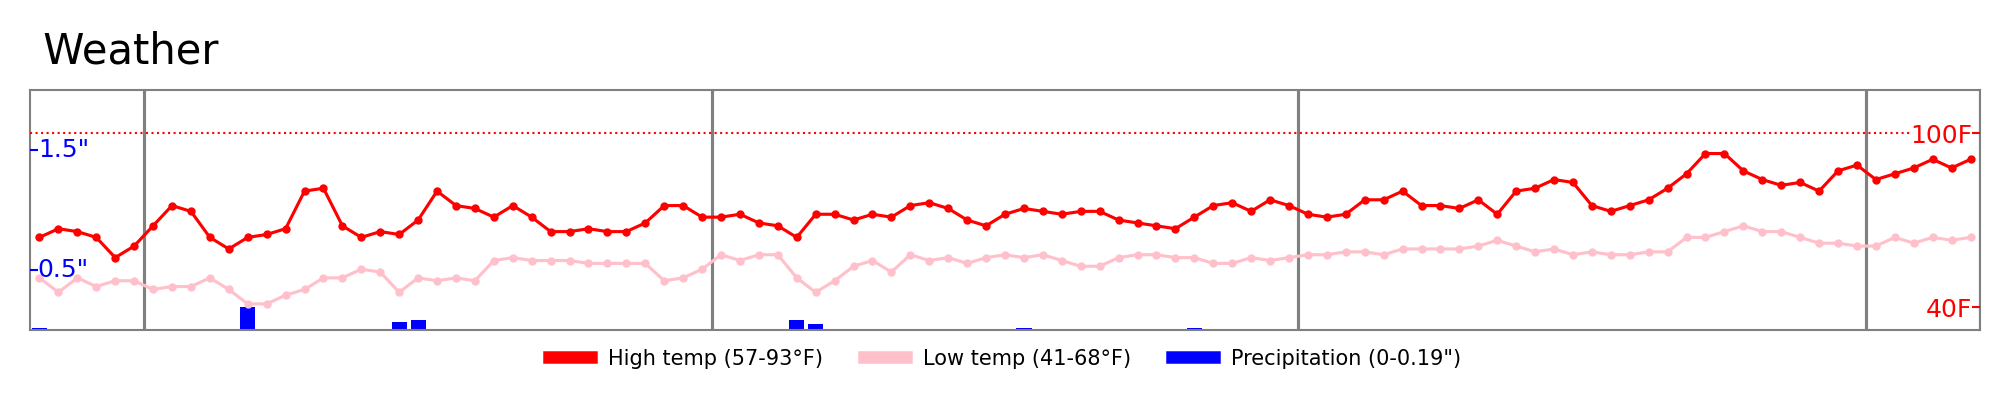 Weather
1.5"
100F
0.5"
40F
High temp (57-93°F) Low temp (41-68°F) Precipitation (0-0.19")